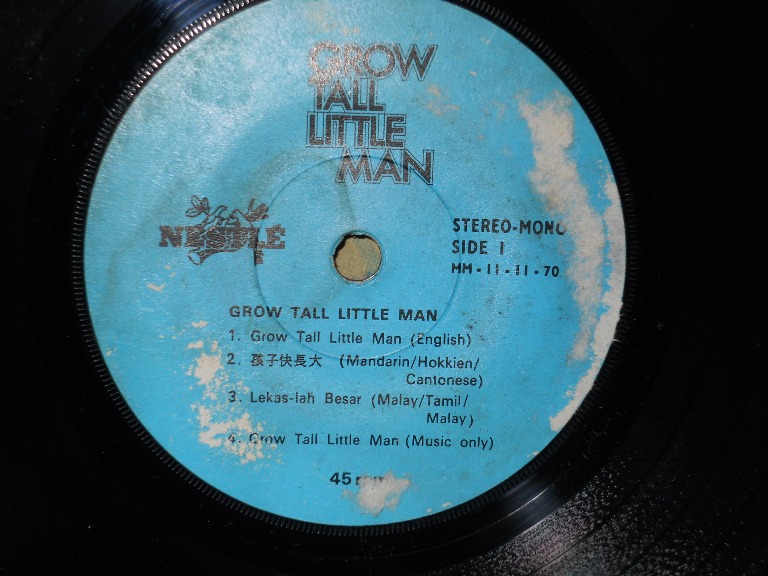 GROW
TALL
LITTLE
MAN
NESTLÉ
STEREO-MONO
SIDE 1
MM - 11 - 11 - 70
GROW TALL LITTLE MAN
1. Grow Tall Little Man (English)
2. 孩子快長大 (Mandarin/Hokkien/
Cantonese)
3. Lekas-lah Besar (Malay/Tamil/
Malay)
4. Grow Tall Little Man (Music only)
45 rpm